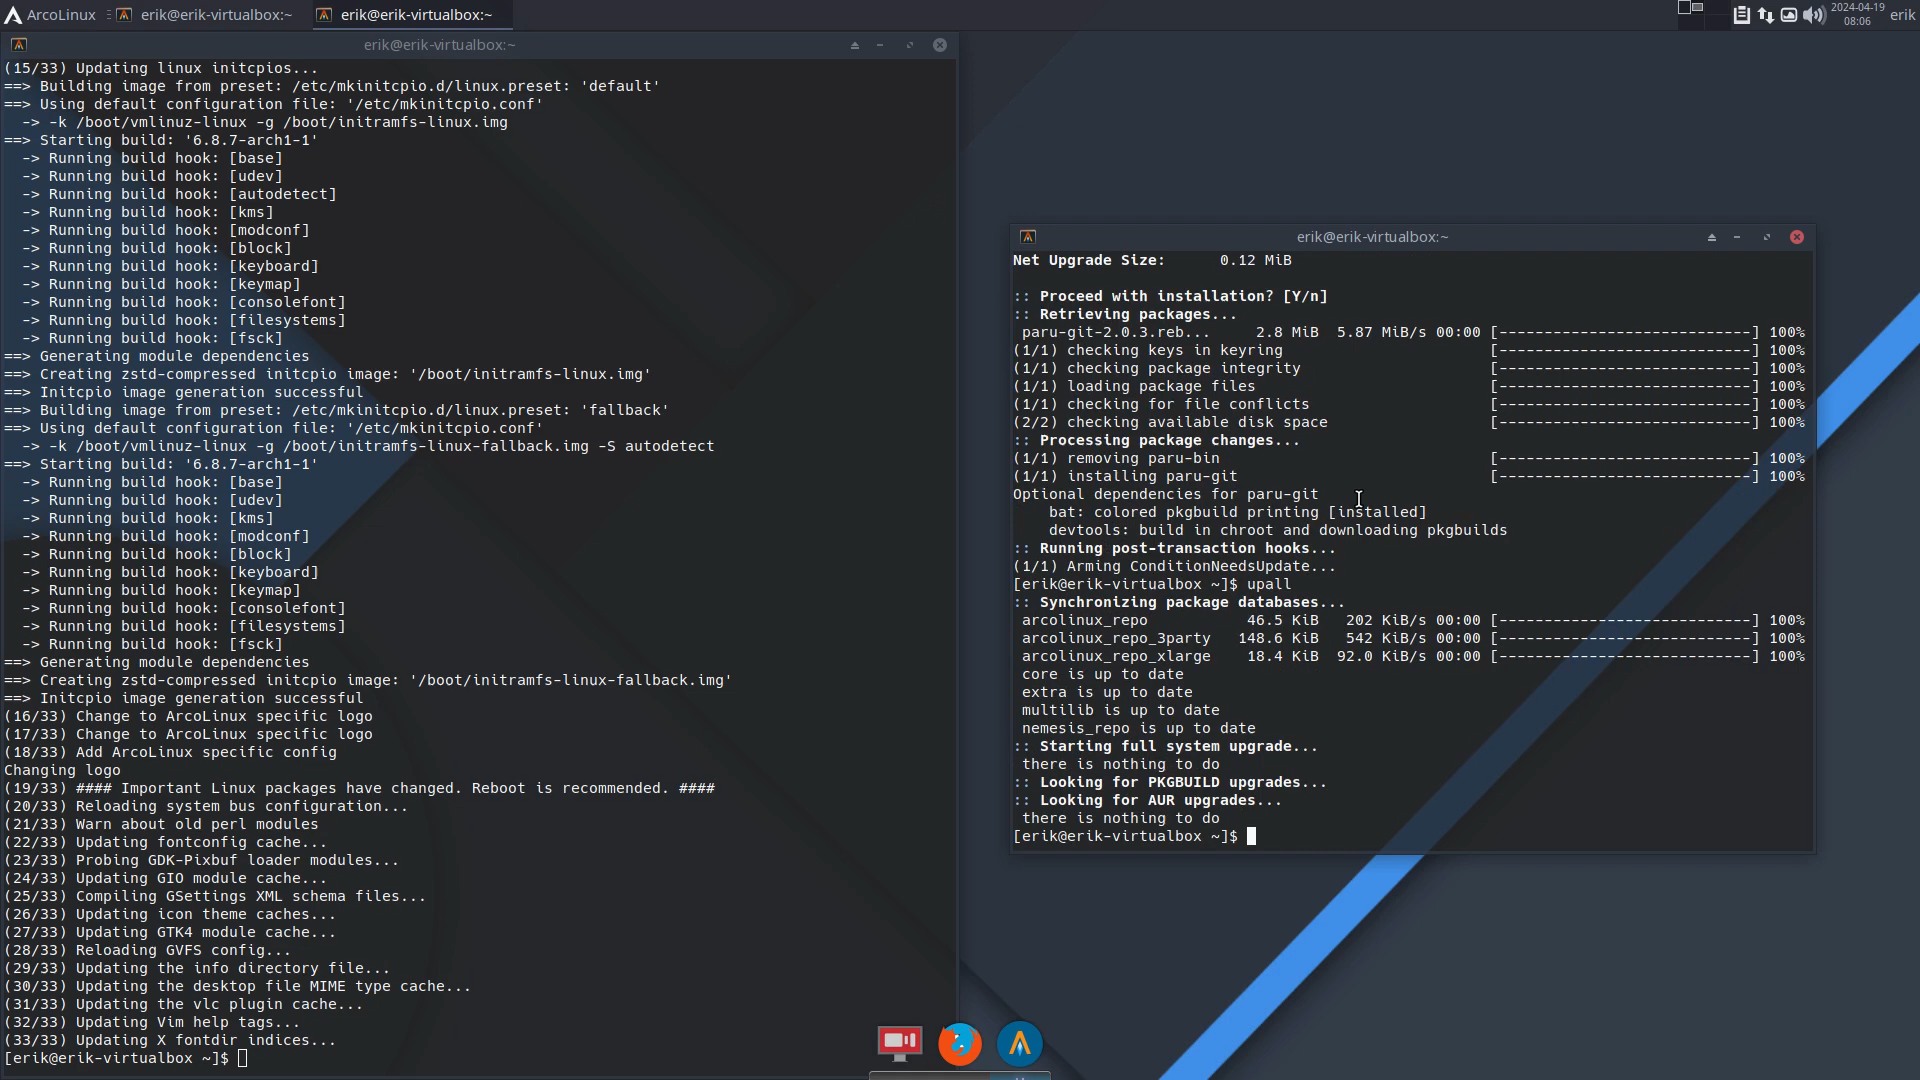 ArcoLinux
erik@erik-virtualbox:~
erik@erik-virtualbox:~
2024-04-19
08:06
erik
erik@erik-virtualbox:~
(15/33) Updating linux initcpios...
==> Building image from preset: /etc/mkinitcpio.d/linux.preset: 'default'
==> Using default configuration file: '/etc/mkinitcpio.conf'
  -> -k /boot/vmlinuz-linux -g /boot/initramfs-linux.img
==> Starting build: '6.8.7-arch1-1'
  -> Running build hook: [base]
  -> Running build hook: [udev]
  -> Running build hook: [autodetect]
  -> Running build hook: [kms]
  -> Running build hook: [modconf]
  -> Running build hook: [block]
  -> Running build hook: [keyboard]
  -> Running build hook: [keymap]
  -> Running build hook: [consolefont]
  -> Running build hook: [filesystems]
  -> Running build hook: [fsck]
==> Generating module dependencies
==> Creating zstd-compressed initcpio image: '/boot/initramfs-linux.img'
==> Initcpio image generation successful
==> Building image from preset: /etc/mkinitcpio.d/linux.preset: 'fallback'
==> Using default configuration file: '/etc/mkinitcpio.conf'
  -> -k /boot/vmlinuz-linux -g /boot/initramfs-linux-fallback.img -S autodetect
==> Starting build: '6.8.7-arch1-1'
  -> Running build hook: [base]
  -> Running build hook: [udev]
  -> Running build hook: [kms]
  -> Running build hook: [modconf]
  -> Running build hook: [block]
  -> Running build hook: [keyboard]
  -> Running build hook: [keymap]
  -> Running build hook: [consolefont]
  -> Running build hook: [filesystems]
  -> Running build hook: [fsck]
==> Generating module dependencies
==> Creating zstd-compressed initcpio image: '/boot/initramfs-linux-fallback.img'
==> Initcpio image generation successful
(16/33) Change to ArcoLinux specific logo
(17/33) Change to ArcoLinux specific logo
(18/33) Add ArcoLinux specific config
Changing logo
(19/33) #### Important Linux packages have changed. Reboot is recommended. ####
(20/33) Reloading system bus configuration...
(21/33) Warn about old perl modules
(22/33) Updating fontconfig cache...
(23/33) Probing GDK-Pixbuf loader modules...
(24/33) Updating GIO module cache...
(25/33) Compiling GSettings XML schema files...
(26/33) Updating icon theme caches...
(27/33) Updating GTK4 module cache...
(28/33) Reloading GVFS config...
(29/33) Updating the info directory file...
(30/33) Updating the desktop file MIME type cache...
(31/33) Updating the vlc plugin cache...
(32/33) Updating Vim help tags...
(33/33) Updating X fontdir indices...
[erik@erik-virtualbox ~]$
erik@erik-virtualbox:~
Net Upgrade Size:      0.12 MiB
:: Proceed with installation? [Y/n]
:: Retrieving packages...
 paru-git-2.0.3.reb...     2.8 MiB  5.87 MiB/s 00:00 [----------------------------] 100%
(1/1) checking keys in keyring                       [----------------------------] 100%
(1/1) checking package integrity                     [----------------------------] 100%
(1/1) loading package files                          [----------------------------] 100%
(1/1) checking for file conflicts                    [----------------------------] 100%
(2/2) checking available disk space                  [----------------------------] 100%
:: Processing package changes...
(1/1) removing paru-bin                              [----------------------------] 100%
(1/1) installing paru-git                            [----------------------------] 100%
Optional dependencies for paru-git
    bat: colored pkgbuild printing [installed]
    devtools: build in chroot and downloading pkgbuilds
:: Running post-transaction hooks...
(1/1) Arming ConditionNeedsUpdate...
[erik@erik-virtualbox ~]$ upall
:: Synchronizing package databases...
 arcolinux_repo           46.5 KiB   202 KiB/s 00:00 [----------------------------] 100%
 arcolinux_repo_3party   148.6 KiB   542 KiB/s 00:00 [----------------------------] 100%
 arcolinux_repo_xlarge    18.4 KiB  92.0 KiB/s 00:00 [----------------------------] 100%
 core is up to date
 extra is up to date
 multilib is up to date
 nemesis_repo is up to date
:: Starting full system upgrade...
 there is nothing to do
:: Looking for PKGBUILD upgrades...
:: Looking for AUR upgrades...
 there is nothing to do
[erik@erik-virtualbox ~]$